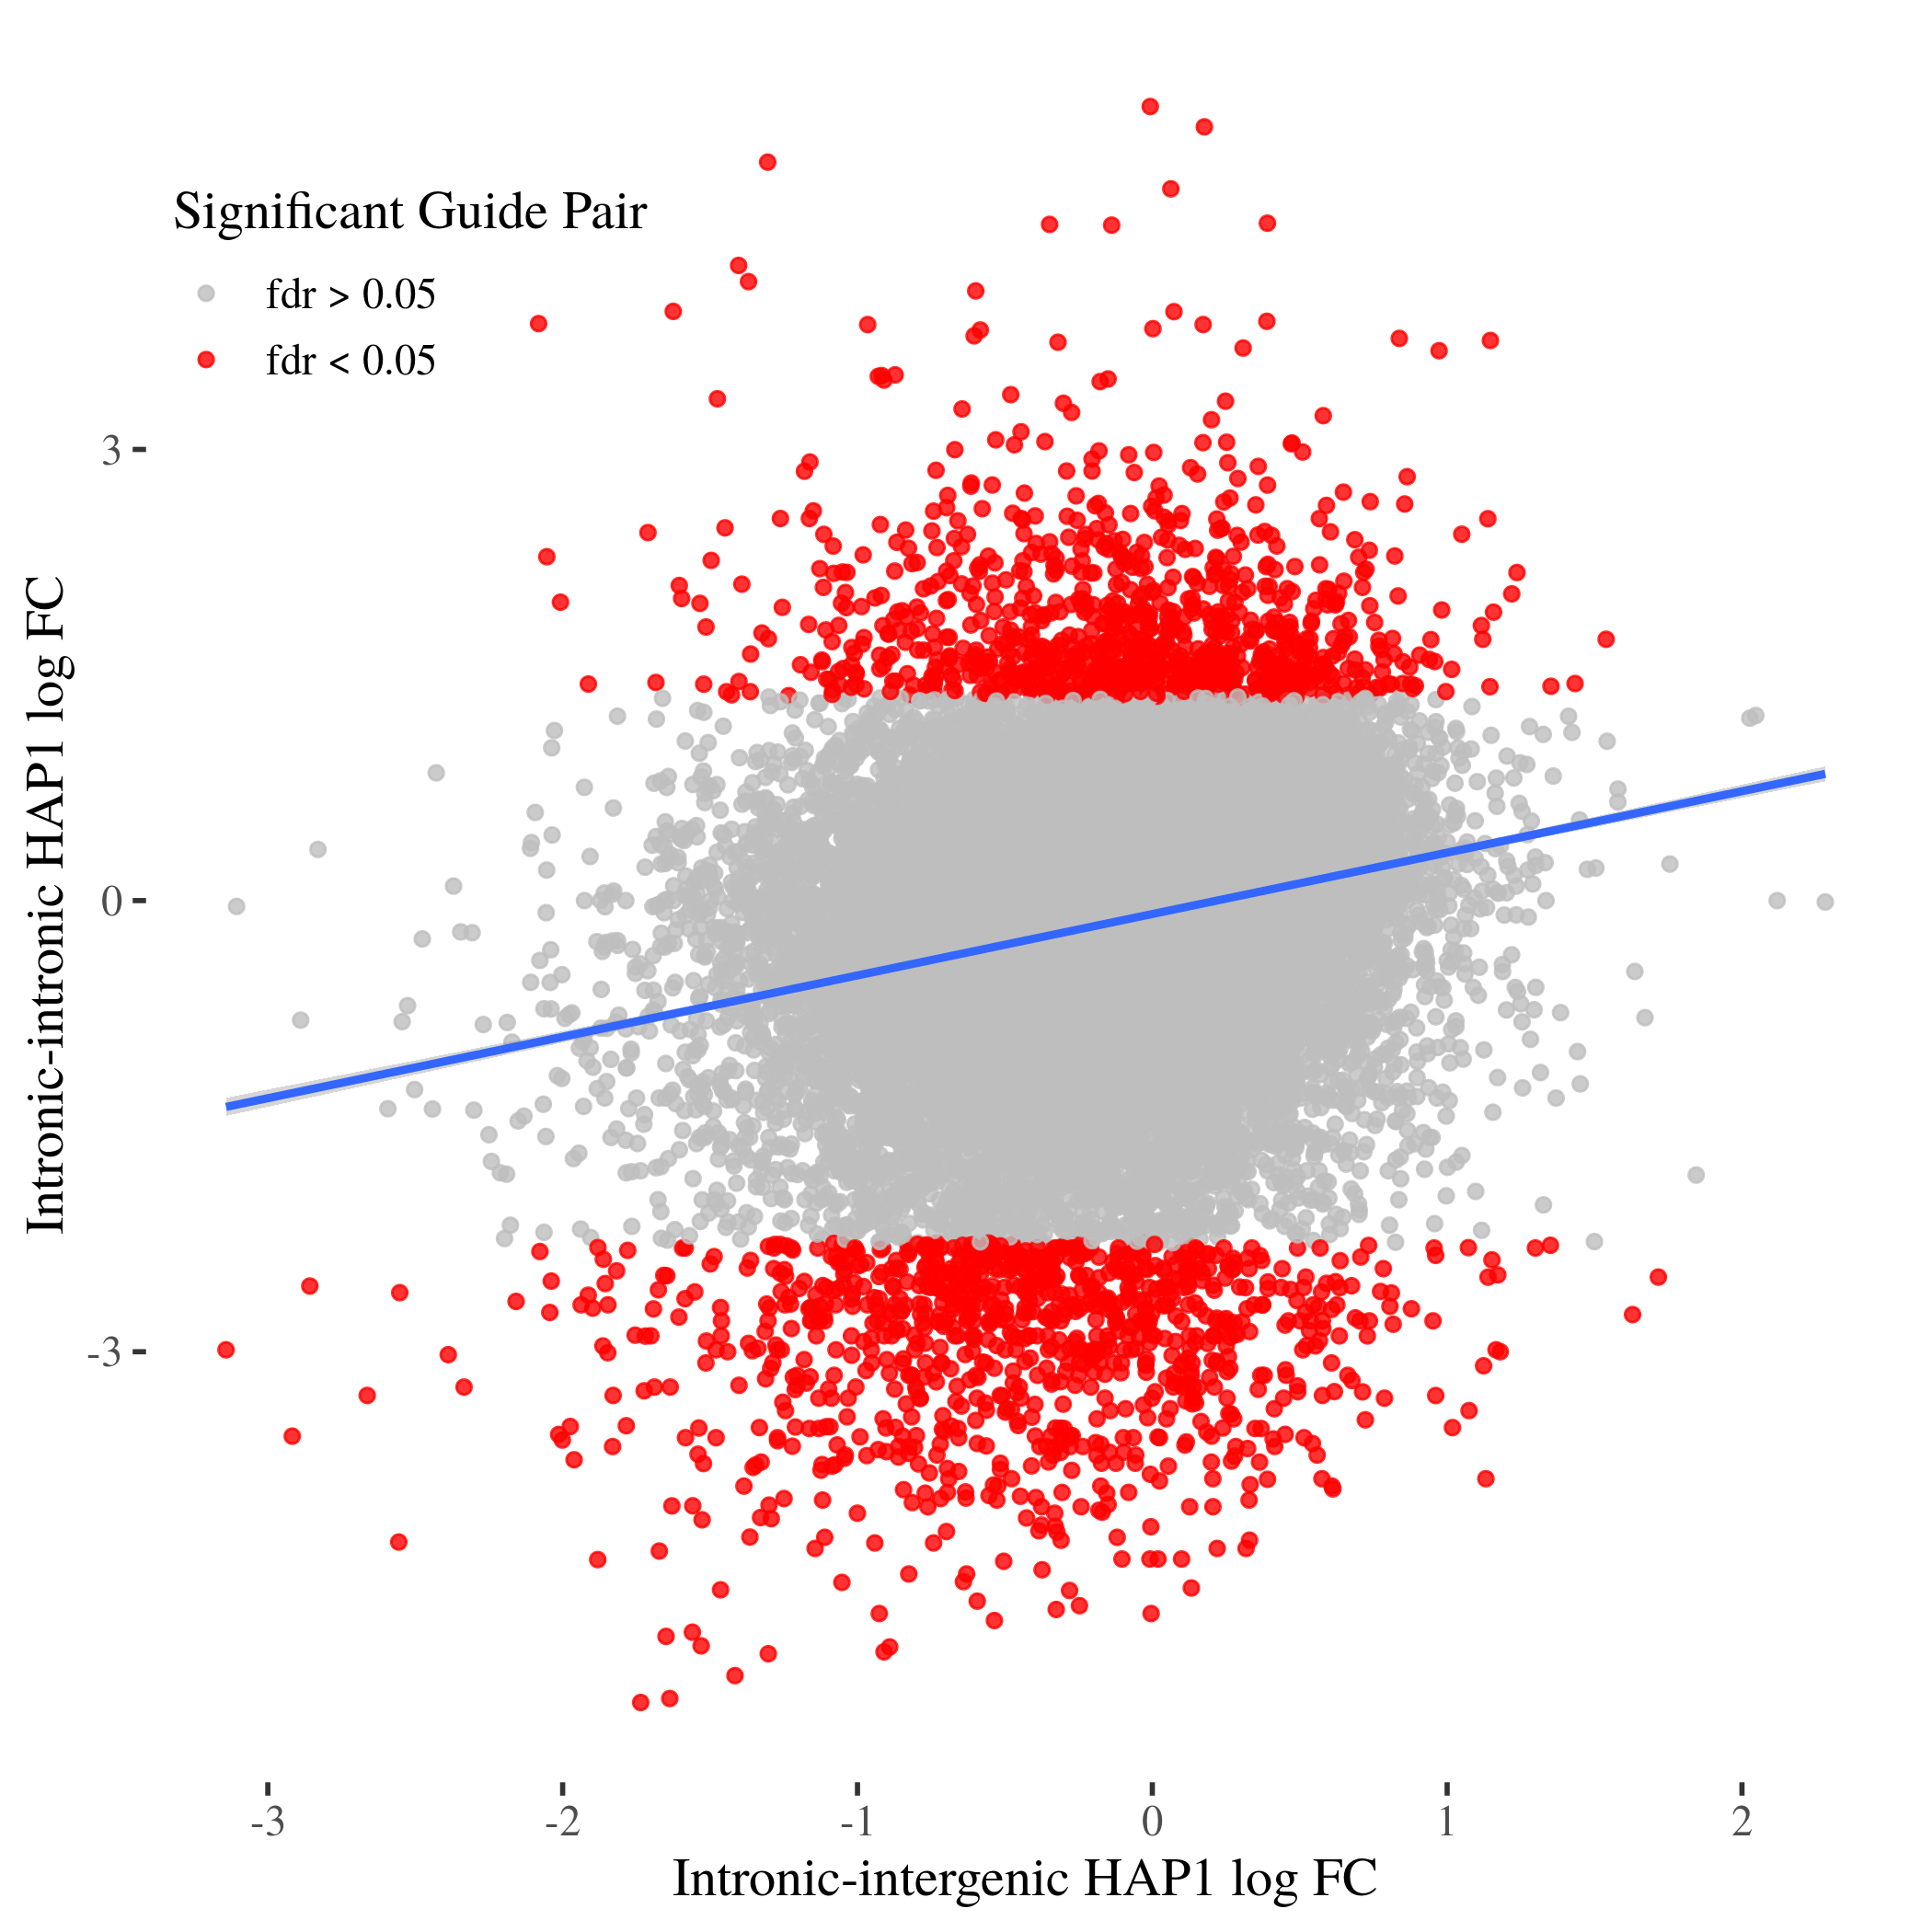 Significant Guide Pair
fdr > 0.05
fdr < 0.05
Intronic-intronic HAP1 log FC
3
0
-3
-3 -2 -1 0 1 2
Intronic-intergenic HAP1 log FC